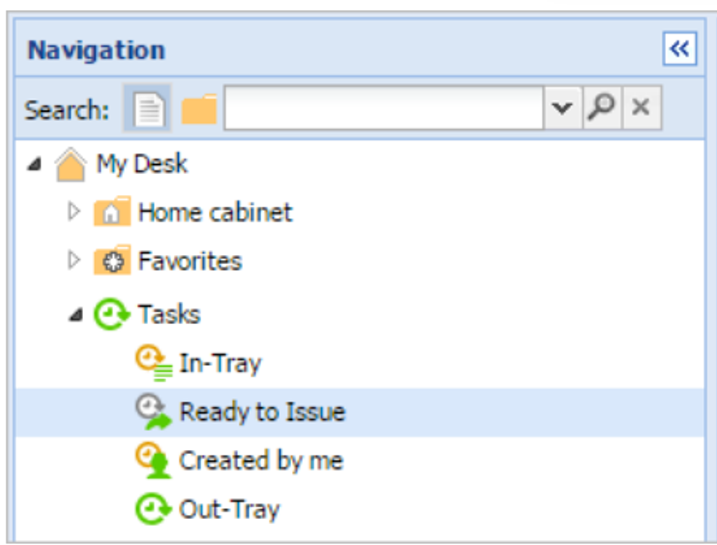 Navigation
Search:
My Desk
Home cabinet
Favorites
Tasks
In-Tray
Ready to Issue
Created by me
Out-Tray